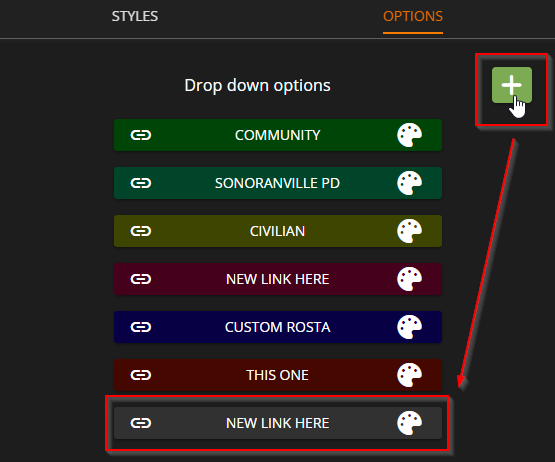 STYLES
OPTIONS
Drop down options
COMMUNITY
SONORANVILLE PD
CIVILIAN
NEW LINK HERE
CUSTOM ROSTA
THIS ONE
NEW LINK HERE